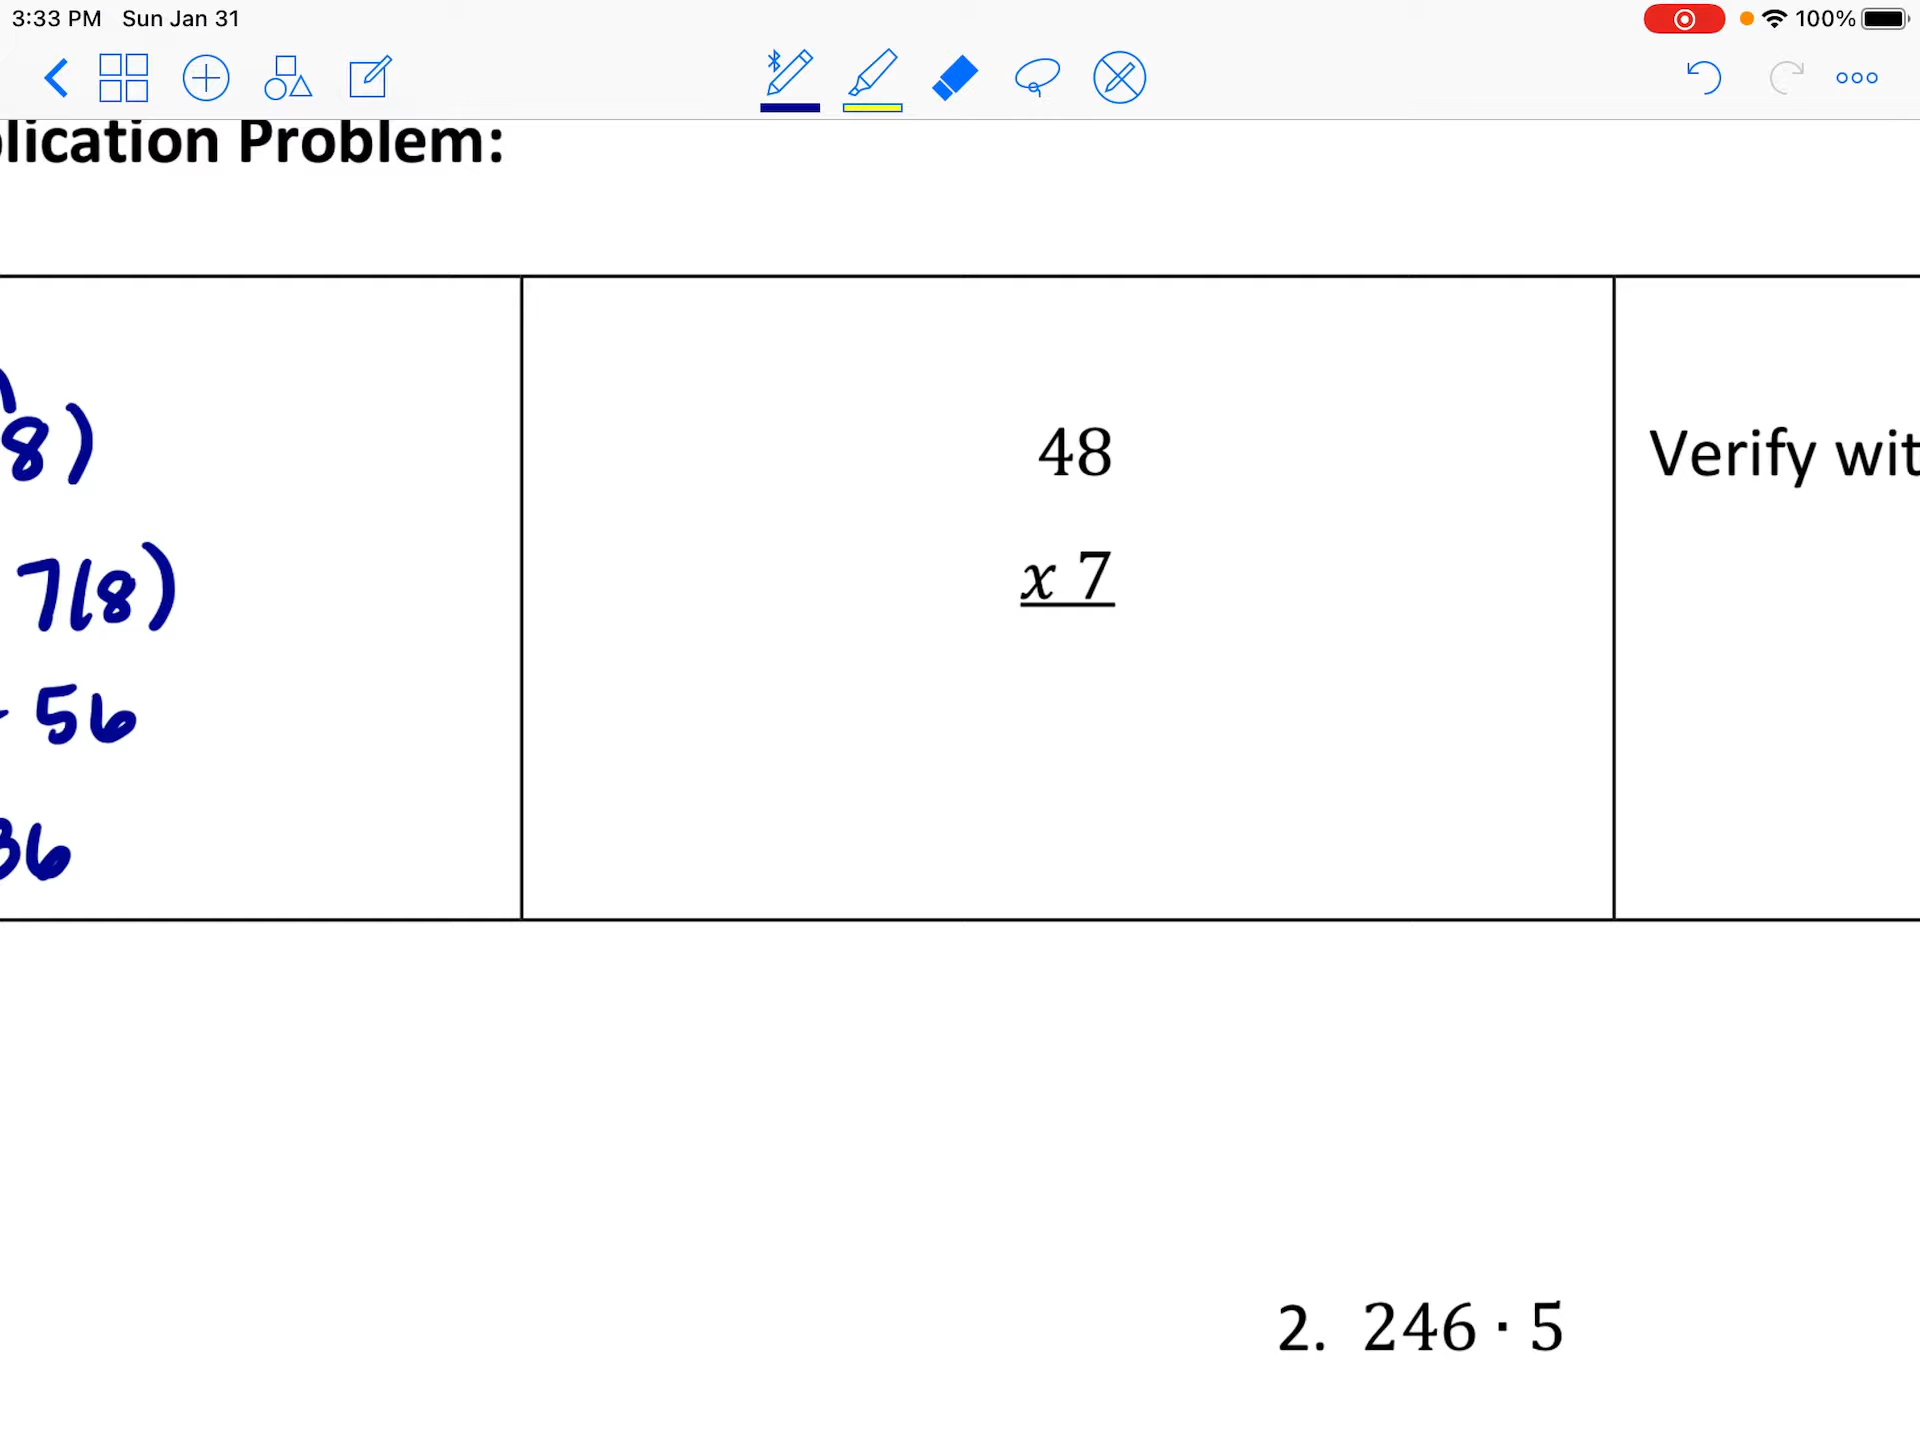 3:33 PM Sun Jan 31
100%
lication Problem:
8)
7(8)
56
36
48
x 7
Verify wit
2. 246 · 5